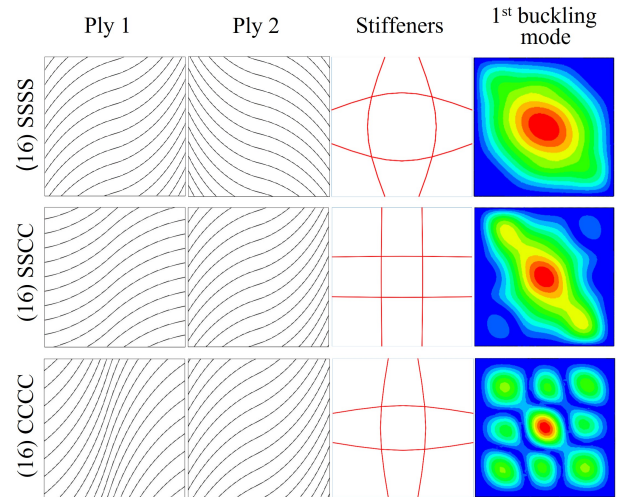 Ply 1
Ply 2
Stiffeners
1st buckling
mode
(16) SSSS
(16) SSCC
(16) CCCC